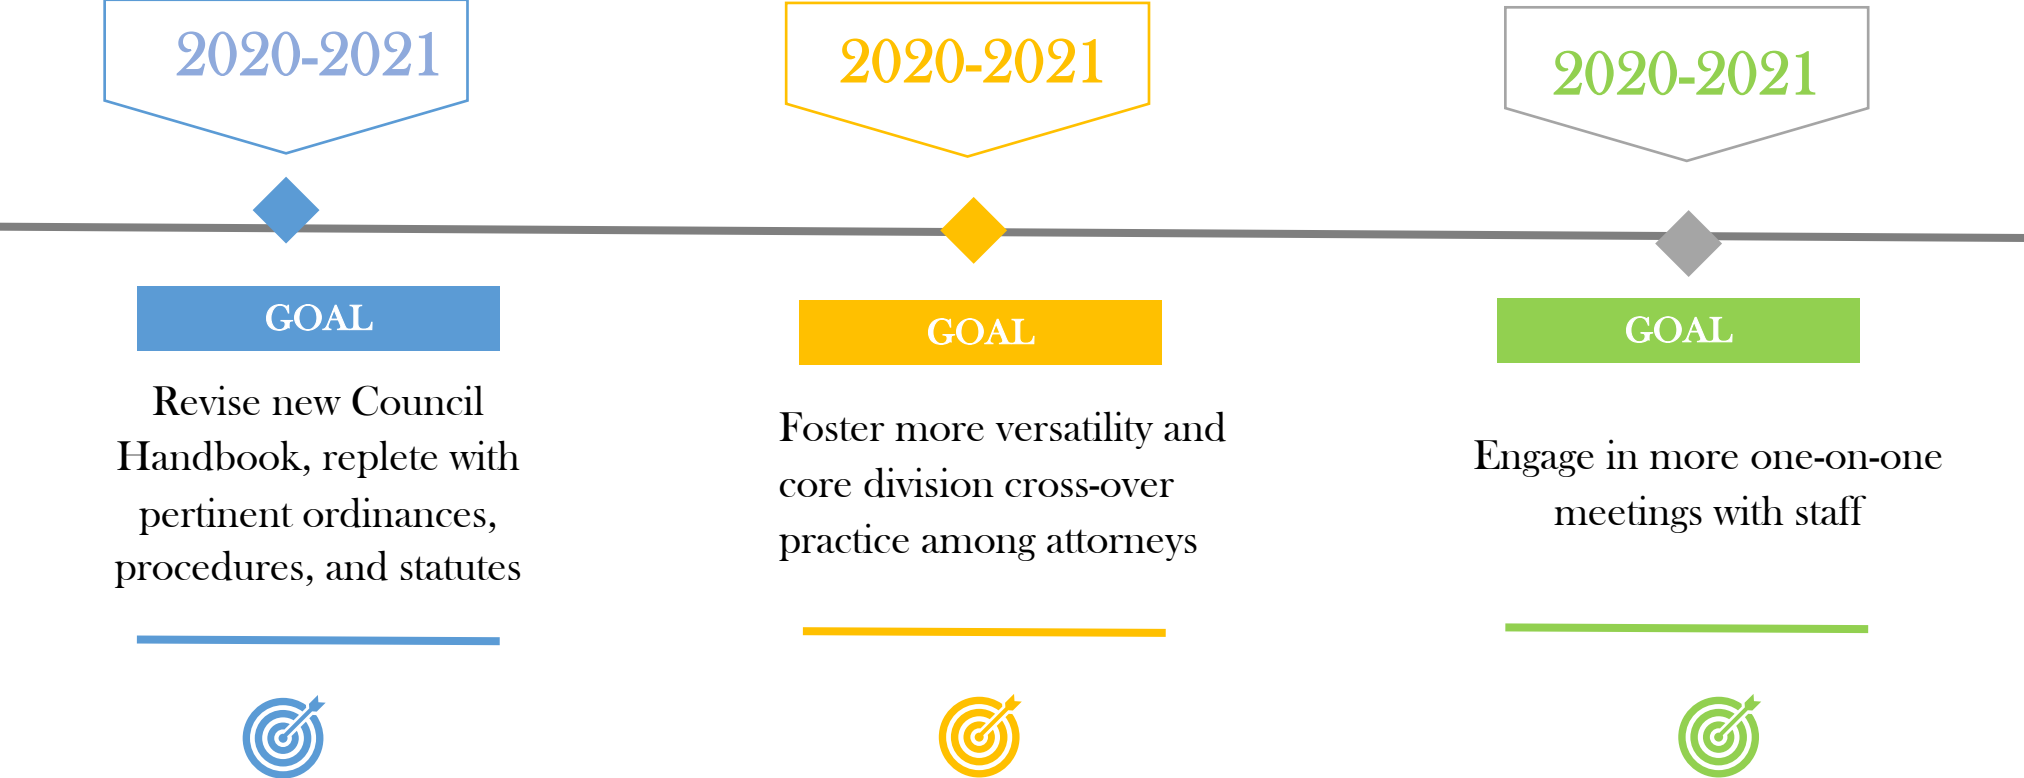 2020-2021
GOAL
Revise new Council
Handbook, replete with
pertinent ordinances,
procedures, and statutes
2020-2021
GOAL
Foster more versatility and
core division cross-over
practice among attorneys
2020-2021
GOAL
Engage in more one-on-one
meetings with staff